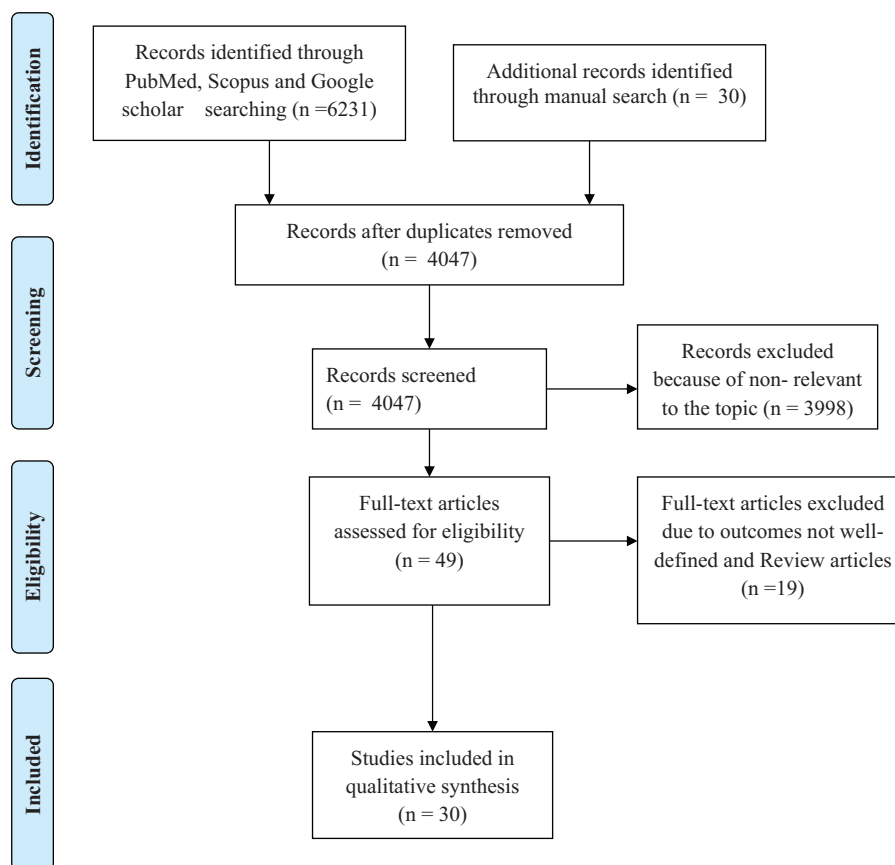 Identification
Records identified through
PubMed, Scopus and Google
scholar searching (n =6231)
Additional records identified
through manual search (n = 30)
Records after duplicates removed
(n = 4047)
Screening
Records screened
(n = 4047)
Records excluded
because of non- relevant
to the topic (n = 3998)
Eligibility
Full-text articles
assessed for eligibility
(n = 49)
Full-text articles excluded
due to outcomes not well-
defined and Review articles
(n =19)
Included
Studies included in
qualitative synthesis
(n = 30)